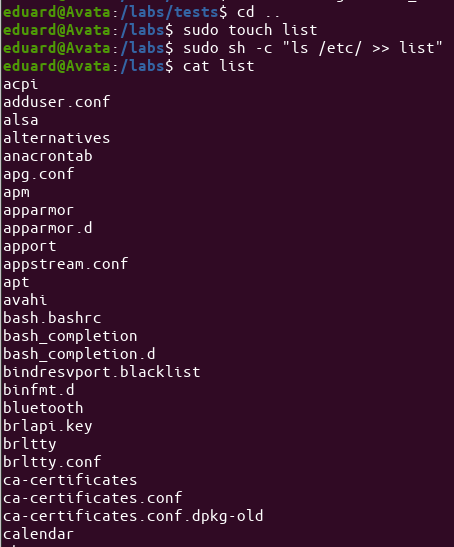 eduard@Avata:/labs/tests$ cd ..
eduard@Avata:/labs$ sudo touch list
eduard@Avata:/labs$ sudo sh -c "ls /etc/ >> list"
eduard@Avata:/labs$ cat list
acpi
adduser.conf
alsa
alternatives
anacrontab
apg.conf
apm
apparmor
apparmor.d
apport
appstream.conf
apt
avahi
bash.bashrc
bash_completion
bash_completion.d
bindresvport.blacklist
binfmt.d
bluetooth
brlapi.key
brltty
brltty.conf
ca-certificates
ca-certificates.conf
ca-certificates.conf.dpkg-old
calendar